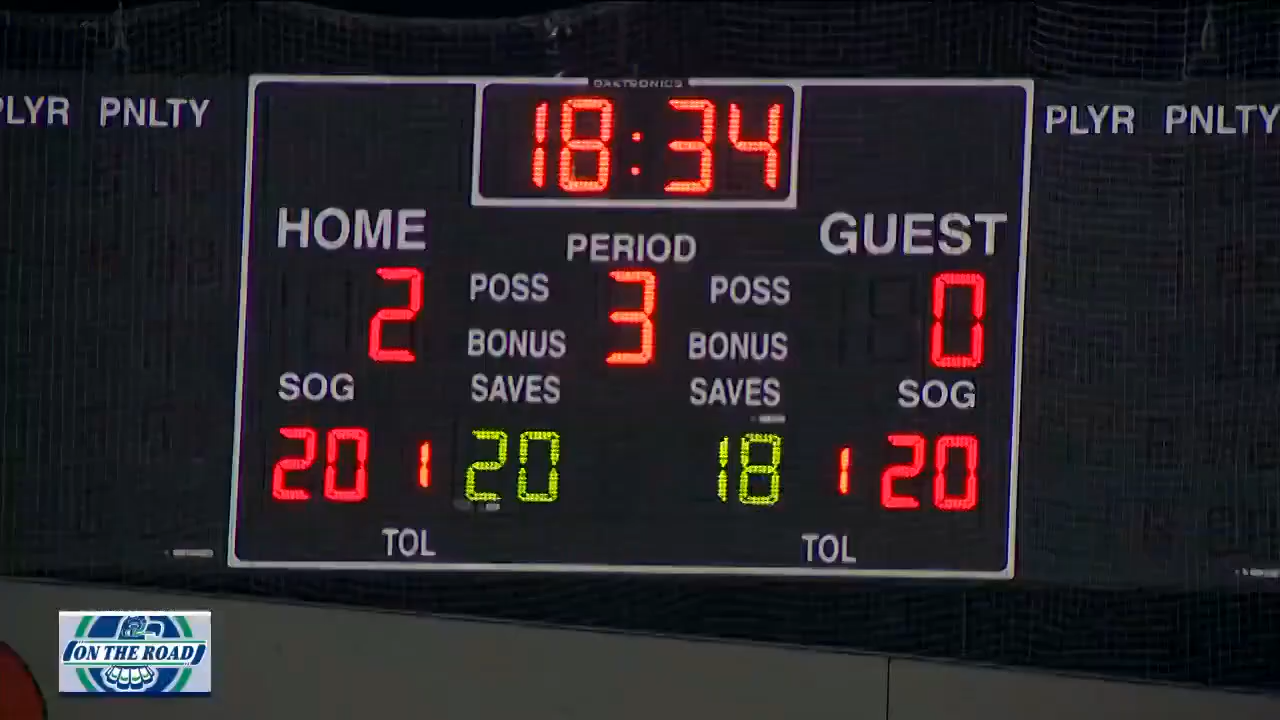 DAKTRONICS
PLYR PNLTY
18:34
PLYR PNLTY
HOME
PERIOD
GUEST
2
POSS
3
POSS
0
BONUS
BONUS
SOG
SAVES
SAVES
SOG
20 1 20
18 1 20
TOL
TOL
ON THE ROAD